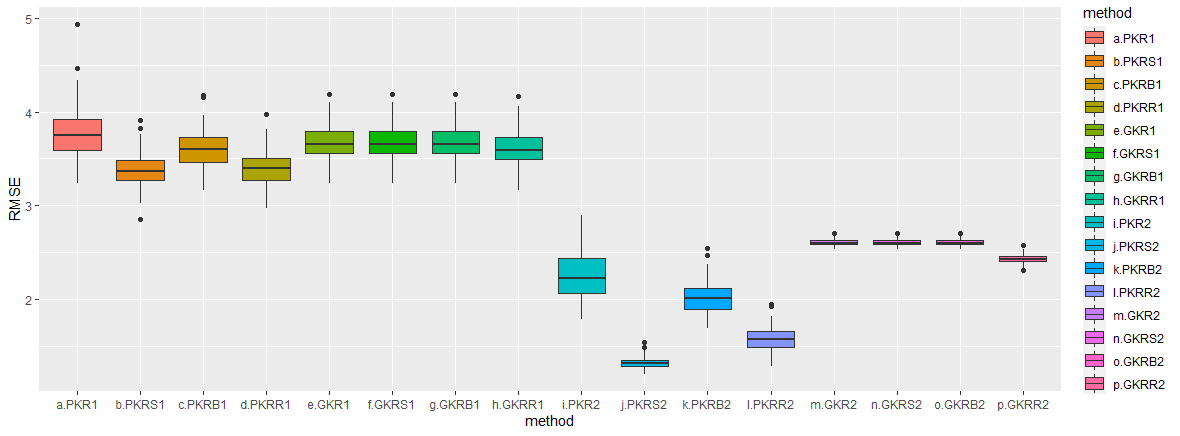 5
4
3
2
RMSE
a.PKR1 b.PKRS1 c.PKRB1 d.PKRR1 e.GKR1 f.GKRS1 g.GKRB1 h.GKRR1 i.PKR2 j.PKRS2 k.PKRB2 l.PKRR2 m.GKR2 n.GKRS2 o.GKRB2 p.GKRR2
method
method
a.PKR1
b.PKRS1
c.PKRB1
d.PKRR1
e.GKR1
f.GKRS1
g.GKRB1
h.GKRR1
i.PKR2
j.PKRS2
k.PKRB2
l.PKRR2
m.GKR2
n.GKRS2
o.GKRB2
p.GKRR2